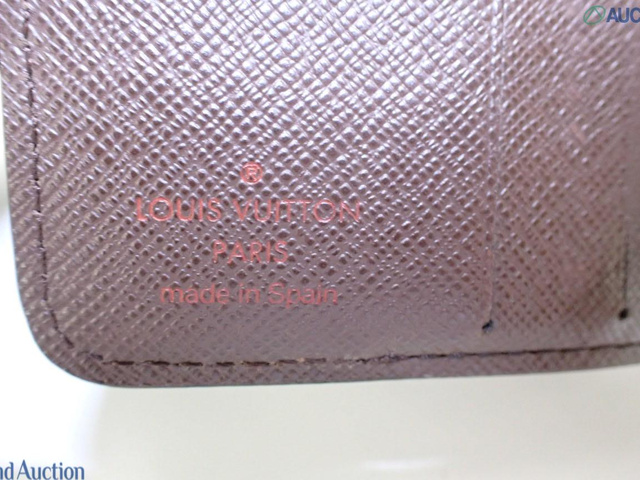 AUC
®
LOUIS VUITTON
PARIS
made in Spain
nd Auction